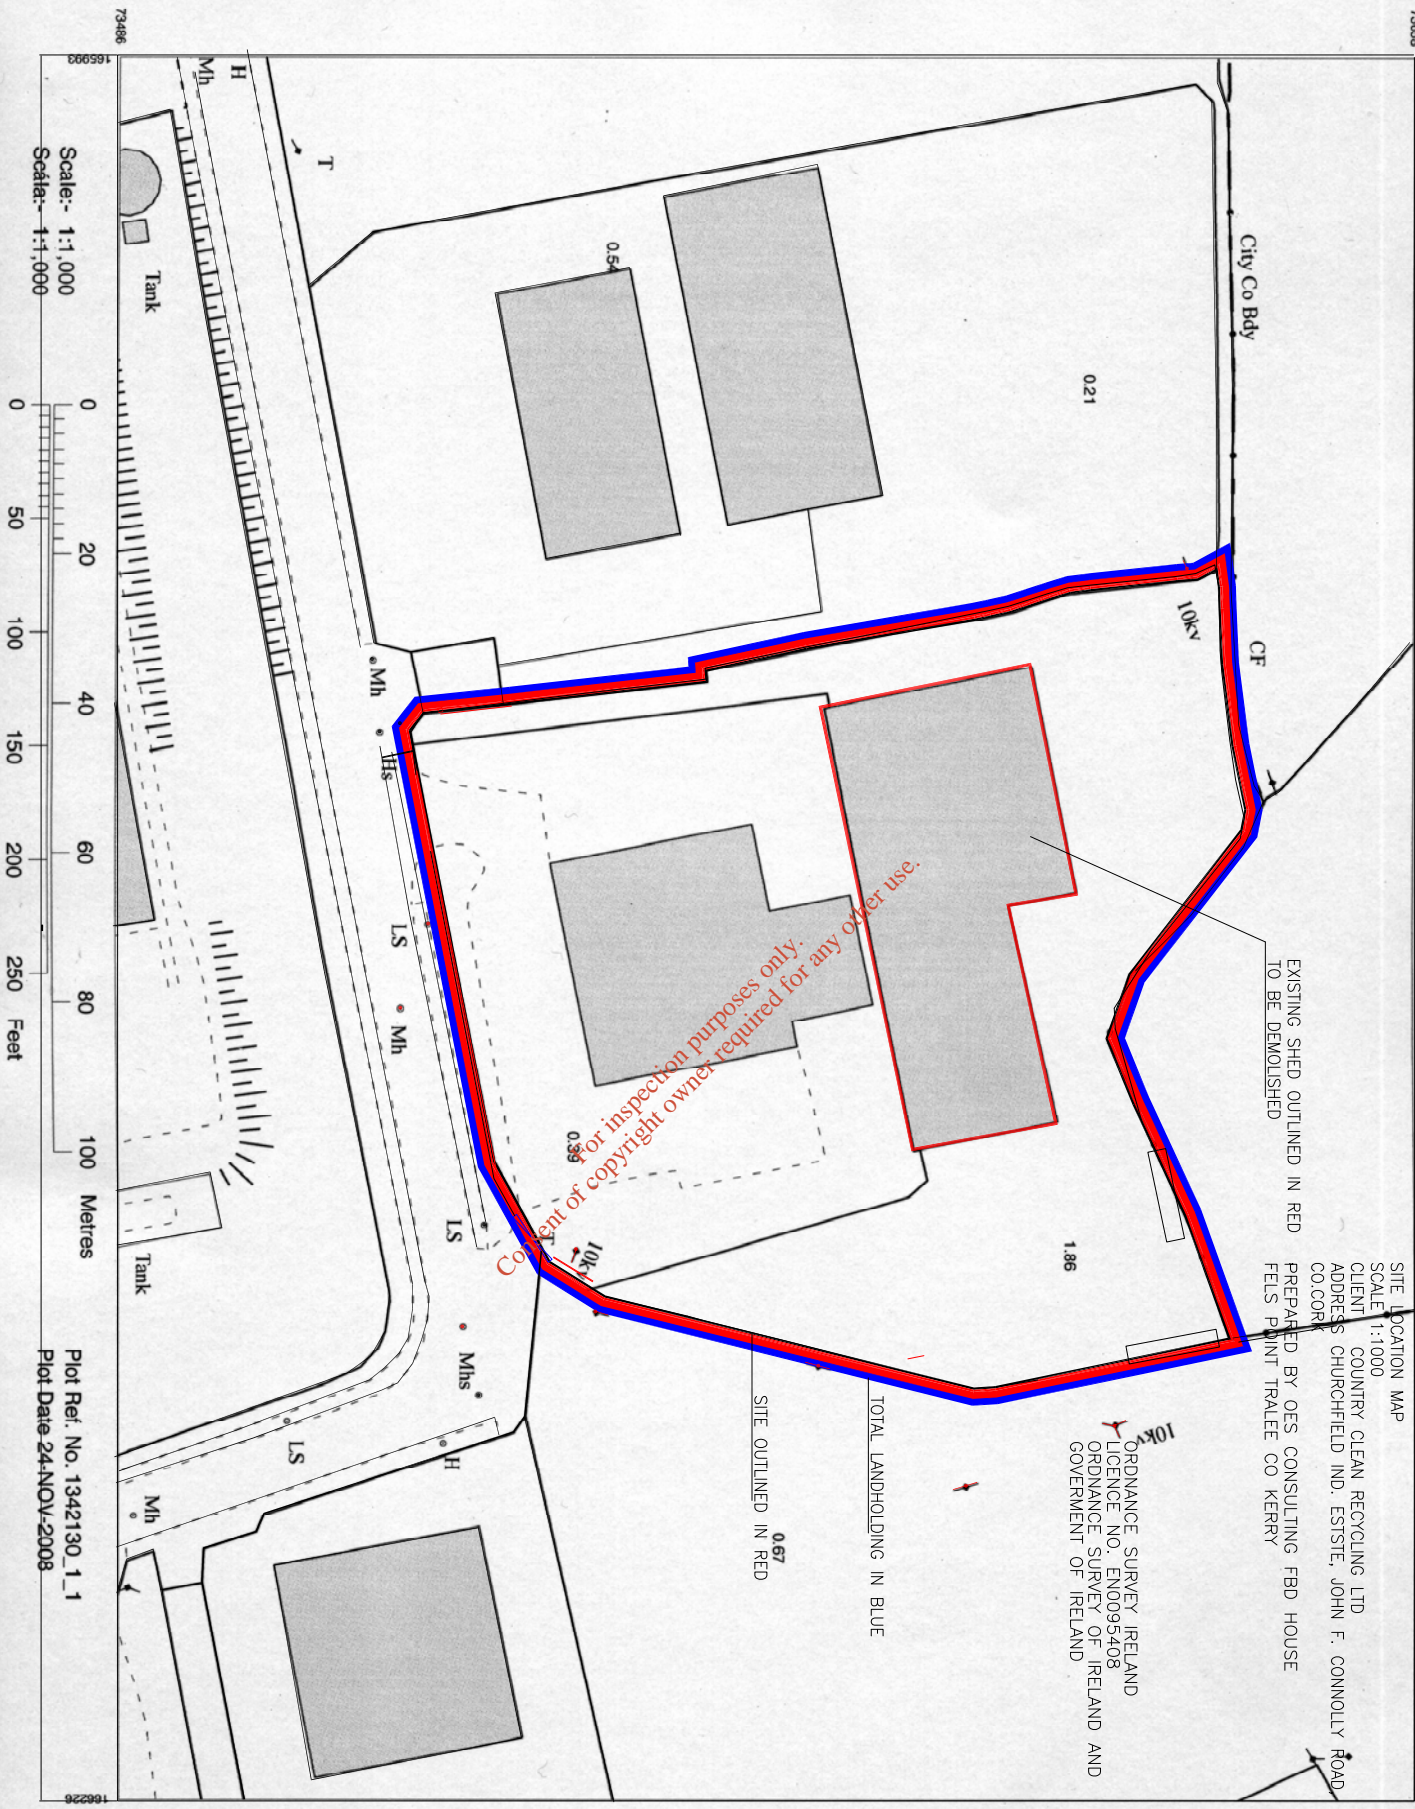 SITE LOCATION MAP
SCALE 1:1000
CLIENT COUNTRY CLEAN RECYCLING LTD
ADDRESS CHURCHFIELD IND. ESTSTE, JOHN F. CONNOLLY ROAD
CO.CORK
PREPARED BY OES CONSULTING FBD HOUSE
FELS POINT TRALEE CO KERRY
EXISTING SHED OUTLINED IN RED
TO BE DEMOLISHED
ORDNANCE SURVEY IRELAND
LICENCE NO. EN0095408
ORDNANCE SURVEY OF IRELAND AND
GOVERMENT OF IRELAND
TOTAL LANDHOLDING IN BLUE
SITE OUTLINED IN RED
City Co Bdy
CF
10kv
0.21
0.54
1.86
10kv
0.67
0.39
10kv
T
For inspection purposes only.
Consent of copyright owner required for any other use.
T
H
Mh
Tank
Mh
Hs
LS
Mh
LS
Mhs
H
LS
Mh
Tank
73486
165993
166226
Scale:- 1:1,000
Scála:- 1:1,000
0 20 40 60 80 100 Metres
0 50 100 150 200 250 Feet
Plot Ref. No. 1342130_1_1
Plot Date 24-NOV-2008